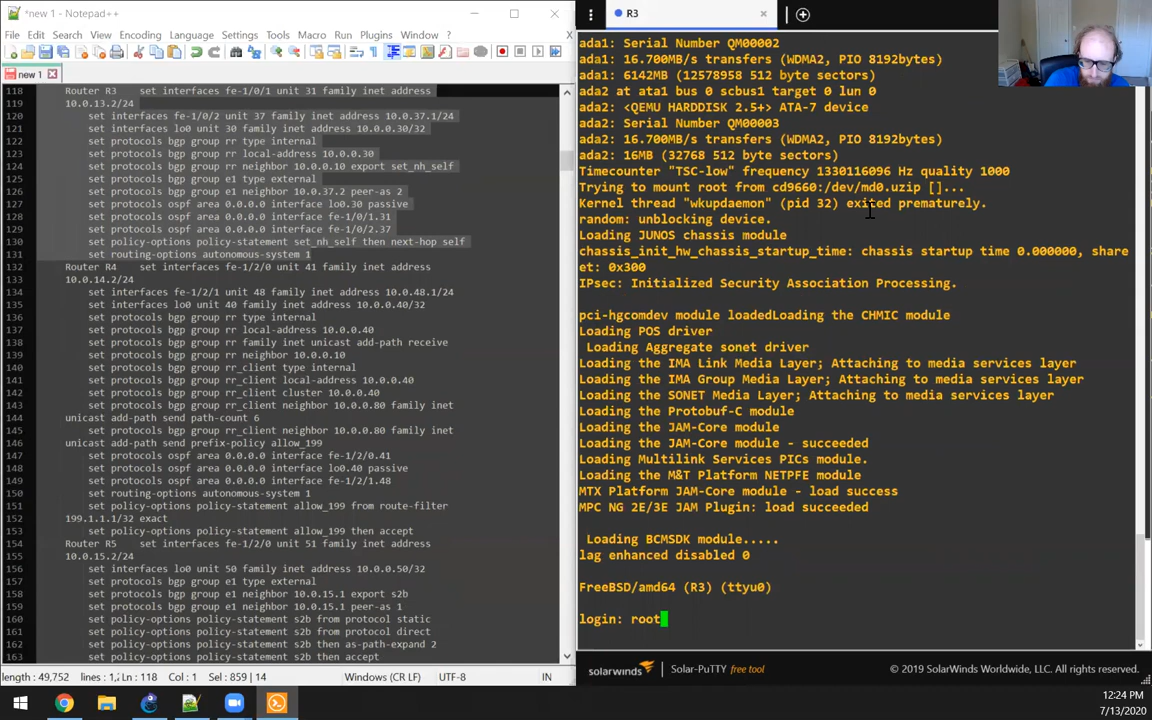 *new 1 - Notepad++
File Edit Search View Encoding Language Settings Tools Macro Run Plugins Window ?
new 1
118 Router R3 set interfaces fe-1/0/1 unit 31 family inet address
119 10.0.13.2/24
120 set interfaces fe-1/0/2 unit 37 family inet address 10.0.37.1/24
121 set interfaces lo0 unit 30 family inet address 10.0.0.30/32
122 set protocols bgp group rr type internal
123 set protocols bgp group rr local-address 10.0.0.30
124 set protocols bgp group rr neighbor 10.0.0.10 export set_nh_self
125 set protocols bgp group e1 type external
126 set protocols bgp group e1 neighbor 10.0.37.2 peer-as 2
127 set protocols ospf area 0.0.0.0 interface lo0.30 passive
128 set protocols ospf area 0.0.0.0 interface fe-1/0/1.31
129 set protocols ospf area 0.0.0.0 interface fe-1/0/2.37
130 set policy-options policy-statement set_nh_self then next-hop self
131 set routing-options autonomous-system 1
132 Router R4 set interfaces fe-1/2/0 unit 41 family inet address
133 10.0.14.2/24
134 set interfaces fe-1/2/1 unit 48 family inet address 10.0.48.1/24
135 set interfaces lo0 unit 40 family inet address 10.0.0.40/32
136 set protocols bgp group rr type internal
137 set protocols bgp group rr local-address 10.0.0.40
138 set protocols bgp group rr family inet unicast add-path receive
139 set protocols bgp group rr neighbor 10.0.0.10
140 set protocols bgp group rr_client type internal
141 set protocols bgp group rr_client local-address 10.0.0.40
142 set protocols bgp group rr_client cluster 10.0.0.40
143 set protocols bgp group rr_client neighbor 10.0.0.80 family inet
144 unicast add-path send path-count 6
145 set protocols bgp group rr_client neighbor 10.0.0.80 family inet
146 unicast add-path send prefix-policy allow_199
147 set protocols ospf area 0.0.0.0 interface fe-1/2/0.41
148 set protocols ospf area 0.0.0.0 interface lo0.40 passive
149 set protocols ospf area 0.0.0.0 interface fe-1/2/1.48
150 set routing-options autonomous-system 1
151 set policy-options policy-statement allow_199 from route-filter
152 199.1.1.1/32 exact
153 set policy-options policy-statement allow_199 then accept
154 Router R5 set interfaces fe-1/2/0 unit 51 family inet address
155 10.0.15.2/24
156 set interfaces lo0 unit 50 family inet address 10.0.0.50/32
157 set protocols bgp group e1 type external
158 set protocols bgp group e1 neighbor 10.0.15.1 export s2b
159 set protocols bgp group e1 neighbor 10.0.15.1 peer-as 1
160 set policy-options policy-statement s2b from protocol static
161 set policy-options policy-statement s2b from protocol direct
162 set policy-options policy-statement s2b then as-path-expand 2
163 set policy-options policy-statement s2b then accept
length : 49,752 lines : 1, Ln : 118 Col : 1 Sel : 859 | 14 Windows (CR LF) UTF-8 IN
R3
ada1: Serial Number QM00002
ada1: 16.700MB/s transfers (WDMA2, PIO 8192bytes)
ada1: 6142MB (12578958 512 byte sectors)
ada2 at ata1 bus 0 scbus1 target 0 lun 0
ada2: <QEMU HARDDISK 2.5+> ATA-7 device
ada2: Serial Number QM00003
ada2: 16.700MB/s transfers (WDMA2, PIO 8192bytes)
ada2: 16MB (32768 512 byte sectors)
Timecounter "TSC-low" frequency 1330116096 Hz quality 1000
Trying to mount root from cd9660:/dev/md0.uzip []...
Kernel thread "wkupdaemon" (pid 32) exited prematurely.
random: unblocking device.
Loading JUNOS chassis module
chassis_init_hw_chassis_startup_time: chassis startup time 0.000000, share
et: 0x300
IPsec: Initialized Security Association Processing.
pci-hgcomdev module loadedLoading the CHMIC module
Loading POS driver
Loading Aggregate sonet driver
Loading the IMA Link Media Layer; Attaching to media services layer
Loading the IMA Group Media Layer; Attaching to media services layer
Loading the SONET Media Layer; Attaching to media services layer
Loading the Protobuf-C module
Loading the JAM-Core module
Loading the JAM-Core module - succeeded
Loading Multilink Services PICs module.
Loading the M&T Platform NETPFE module
MTX Platform JAM-Core module - load success
MPC NG 2E/3E JAM Plugin: load succeeded
Loading BCMSDK module.....
lag enhanced disabled 0
FreeBSD/amd64 (R3) (ttyu0)
login: root
solarwinds Solar-PuTTY free tool © 2019 SolarWinds Worldwide, LLC. All rights reserved.
12:24 PM
7/13/2020